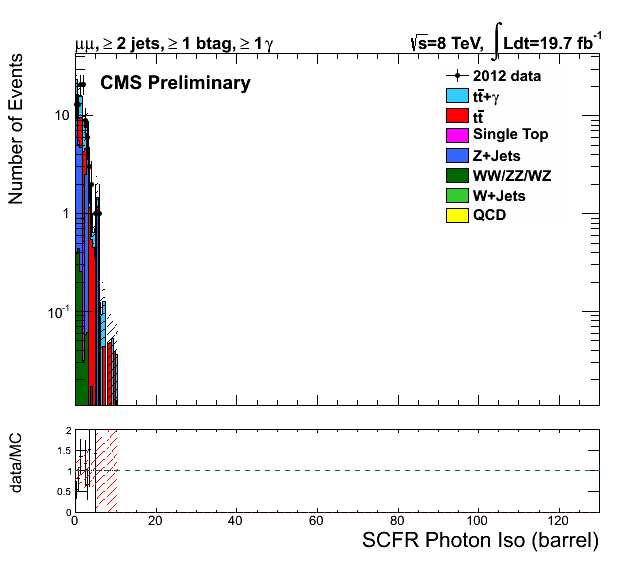 μμ, ≥ 2 jets, ≥ 1 btag, ≥ 1 γ
√s=8 TeV, ∫Ldt=19.7 fb⁻¹
CMS Preliminary
2012 data
tt̄+γ
tt̄
Single Top
Z+Jets
WW/ZZ/WZ
W+Jets
QCD
Number of Events
10
1
10⁻¹
data/MC
2
1.5
1
0.5
0
0 20 40 60 80 100 120
SCFR Photon Iso (barrel)